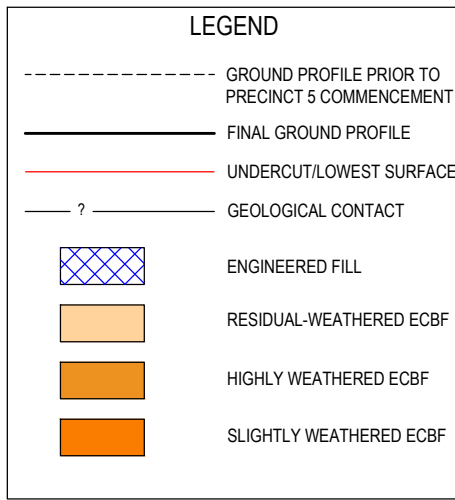 LEGEND
GROUND PROFILE PRIOR TO
PRECINCT 5 COMMENCEMENT
FINAL GROUND PROFILE
UNDERCUT/LOWEST SURFACE
?
GEOLOGICAL CONTACT
ENGINEERED FILL
RESIDUAL-WEATHERED ECBF
HIGHLY WEATHERED ECBF
SLIGHTLY WEATHERED ECBF